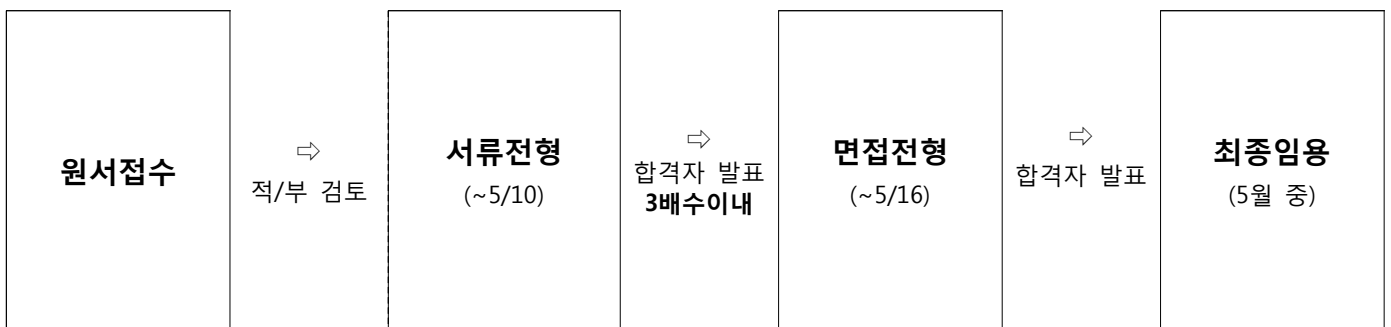 원서접수
⇨
적/부 검토
서류전형
(~5/10)
⇨
합격자 발표
3배수이내
면접전형
(~5/16)
⇨
합격자 발표
최종임용
(5월 중)